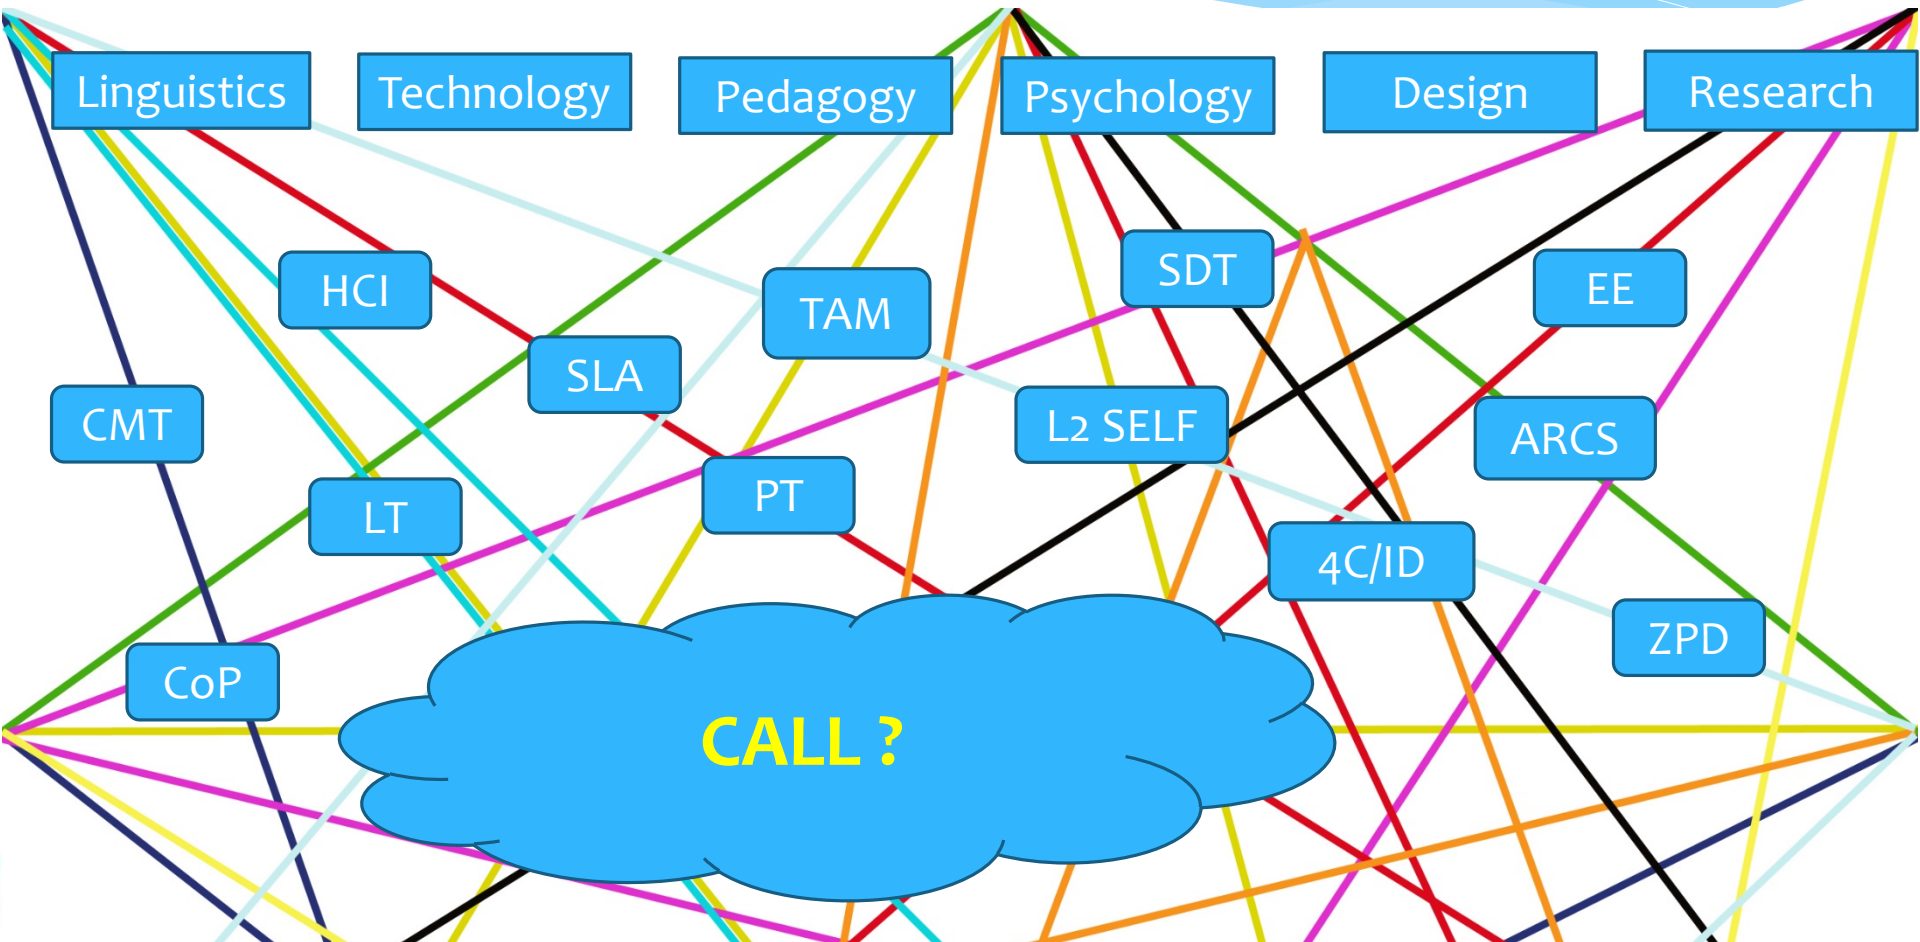 Linguistics
Technology
Pedagogy
Psychology
Design
Research
HCI
TAM
SDT
EE
SLA
CMT
L2 SELF
ARCS
LT
PT
4C/ID
CoP
ZPD
CALL ?